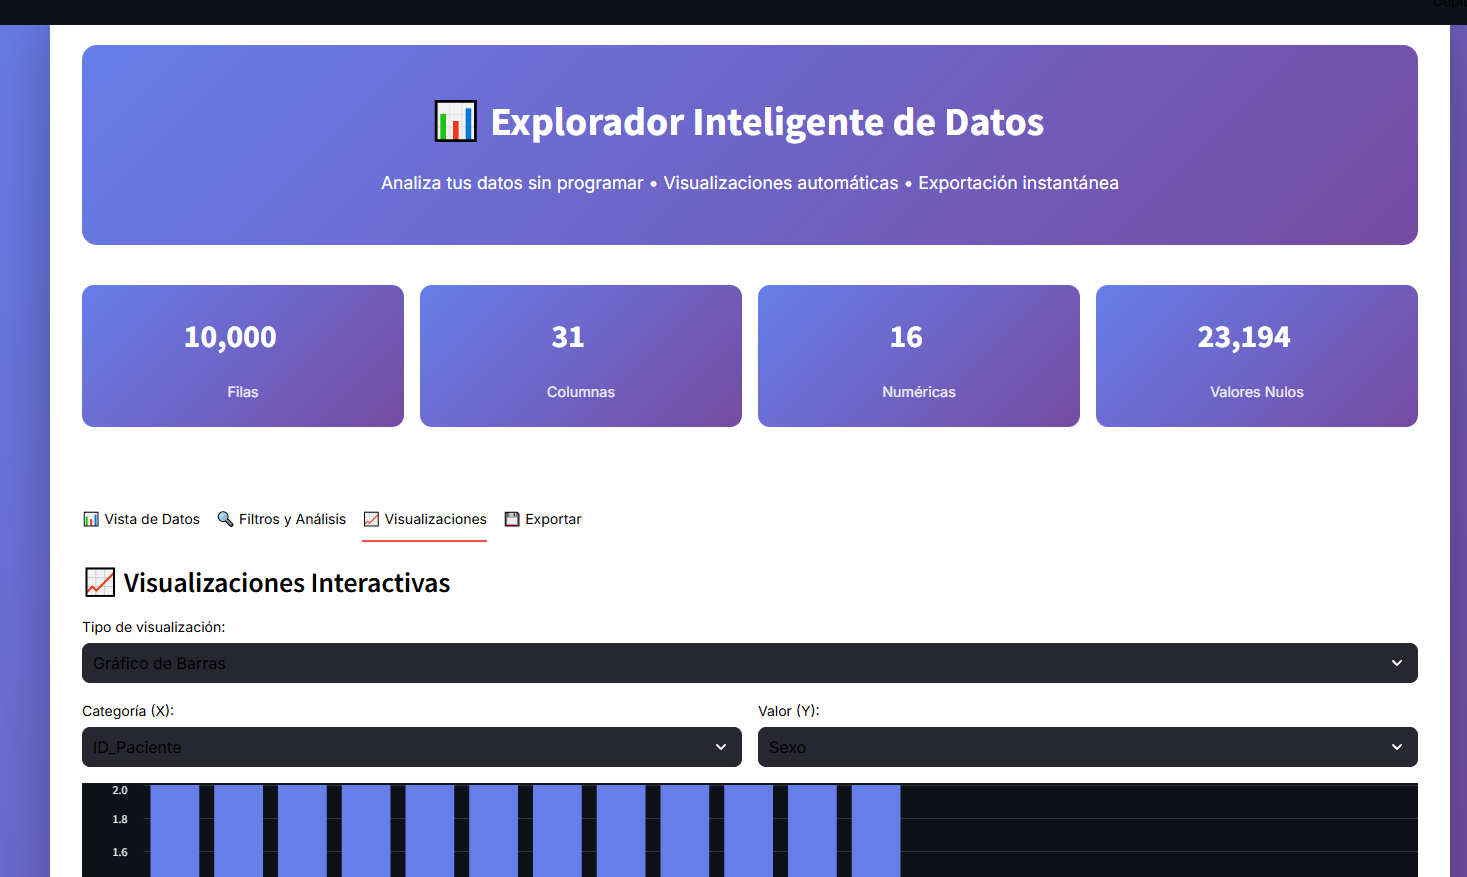 Explorador Inteligente de Datos
Analiza tus datos sin programar • Visualizaciones automáticas • Exportación instantánea
10,000
Filas
31
Columnas
16
Numéricas
23,194
Valores Nulos
Vista de Datos
Filtros y Análisis
Visualizaciones
Exportar
Visualizaciones Interactivas
Tipo de visualización:
Gráfico de Barras
Categoría (X):
Valor (Y):
ID_Paciente
Sexo
2.0
1.8
1.6